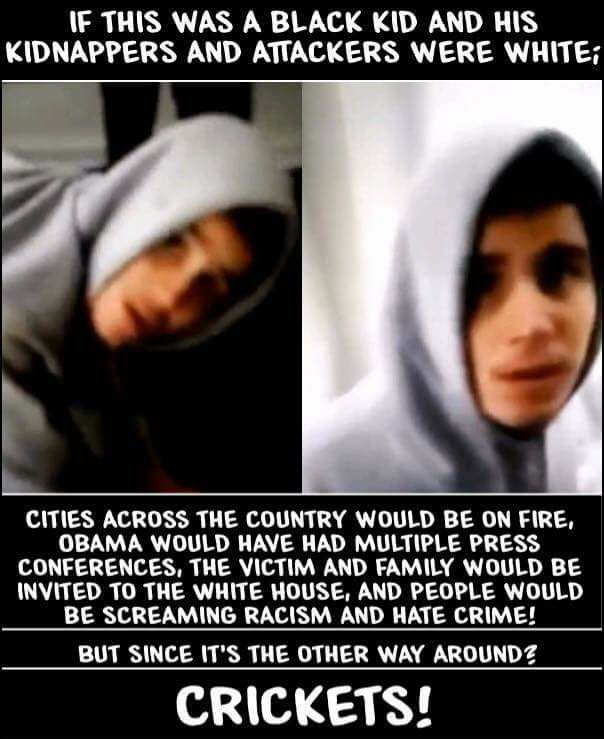 IF THIS WAS A BLACK KID AND HIS
KIDNAPPERS AND ATTACKERS WERE WHITE;
CITIES ACROSS THE COUNTRY WOULD BE ON FIRE,
OBAMA WOULD HAVE HAD MULTIPLE PRESS
CONFERENCES, THE VICTIM AND FAMILY WOULD BE
INVITED TO THE WHITE HOUSE, AND PEOPLE WOULD
BE SCREAMING RACISM AND HATE CRIME!
BUT SINCE IT'S THE OTHER WAY AROUND?
CRICKETS!